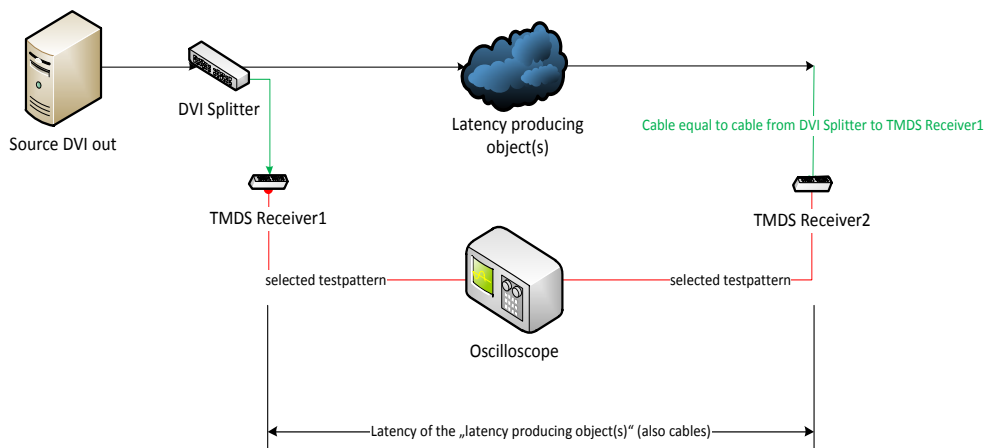 DVI Splitter
Source DVI out
Latency producing
object(s)
Cable equal to cable from DVI Splitter to TMDS Receiver1
TMDS Receiver1
TMDS Receiver2
selected testpattern
selected testpattern
Oscilloscope
Latency of the „latency producing object(s)“ (also cables)